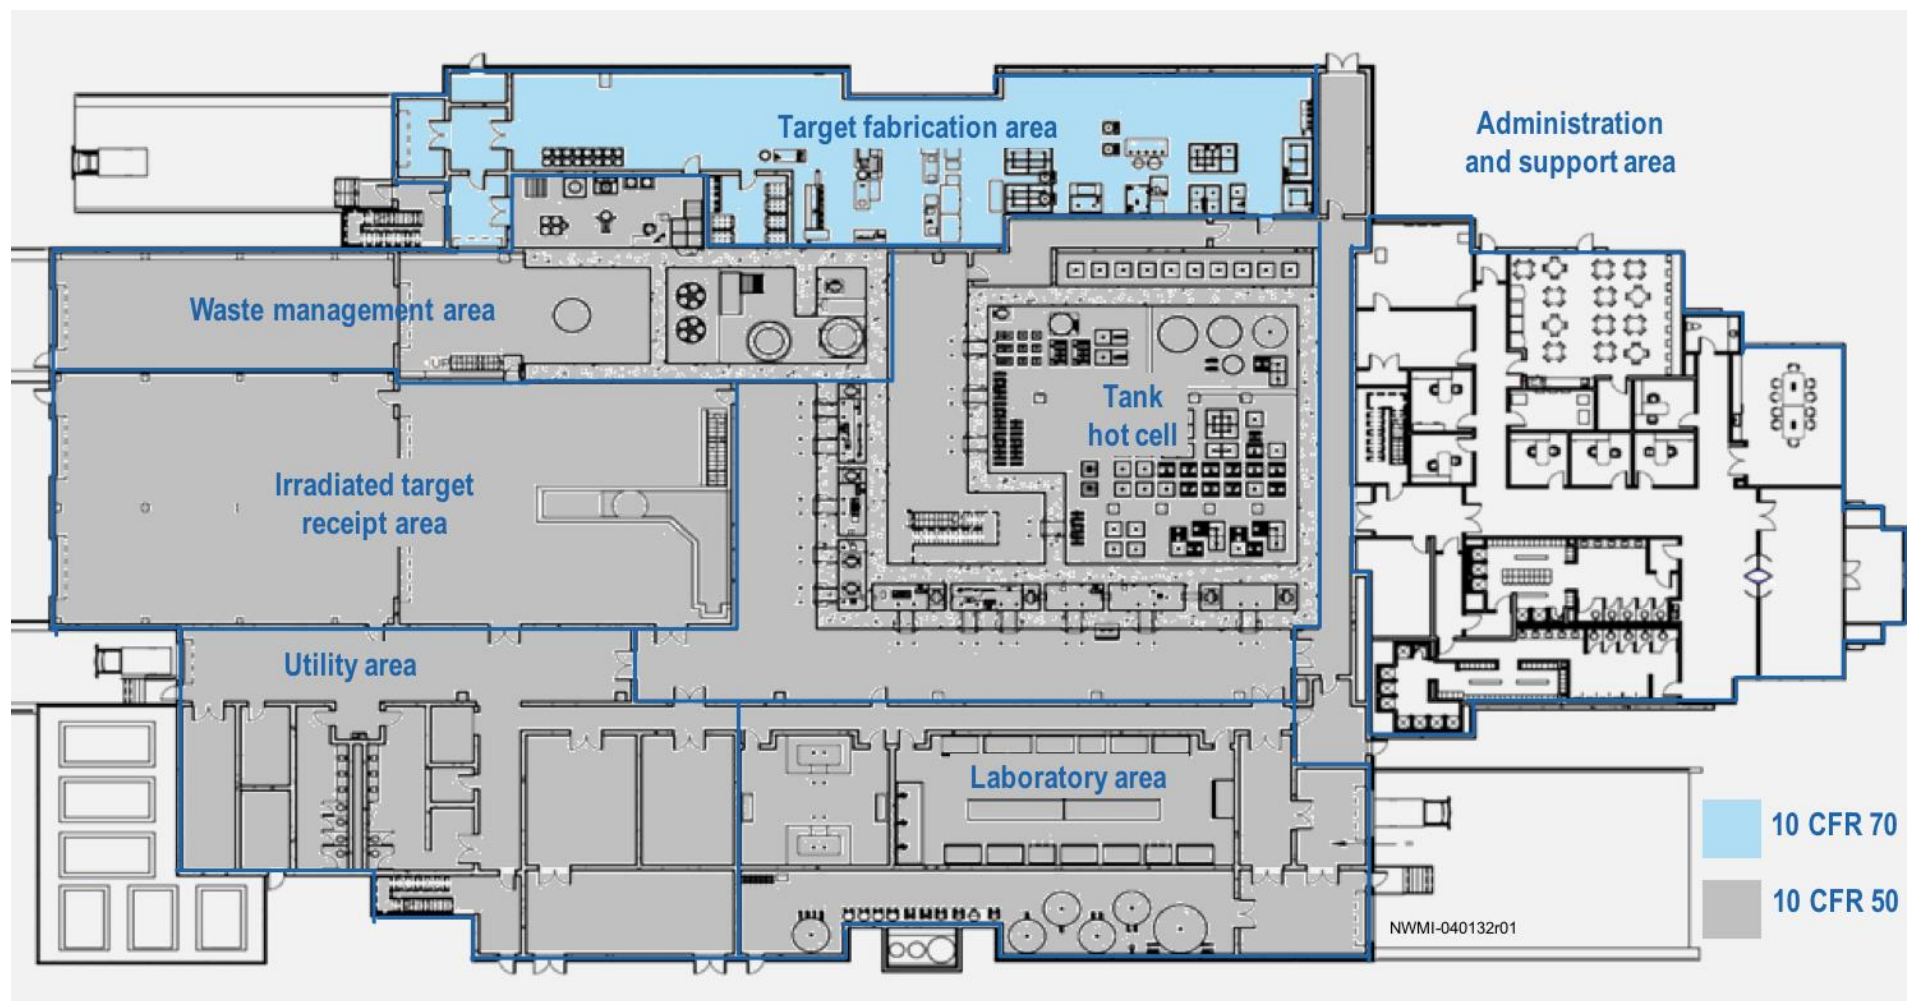 Target fabrication area
Administration
and support area
Waste management area
Tank
hot cell
Irradiated target
receipt area
Utility area
Laboratory area
10 CFR 70
10 CFR 50
NWMI-040132r01